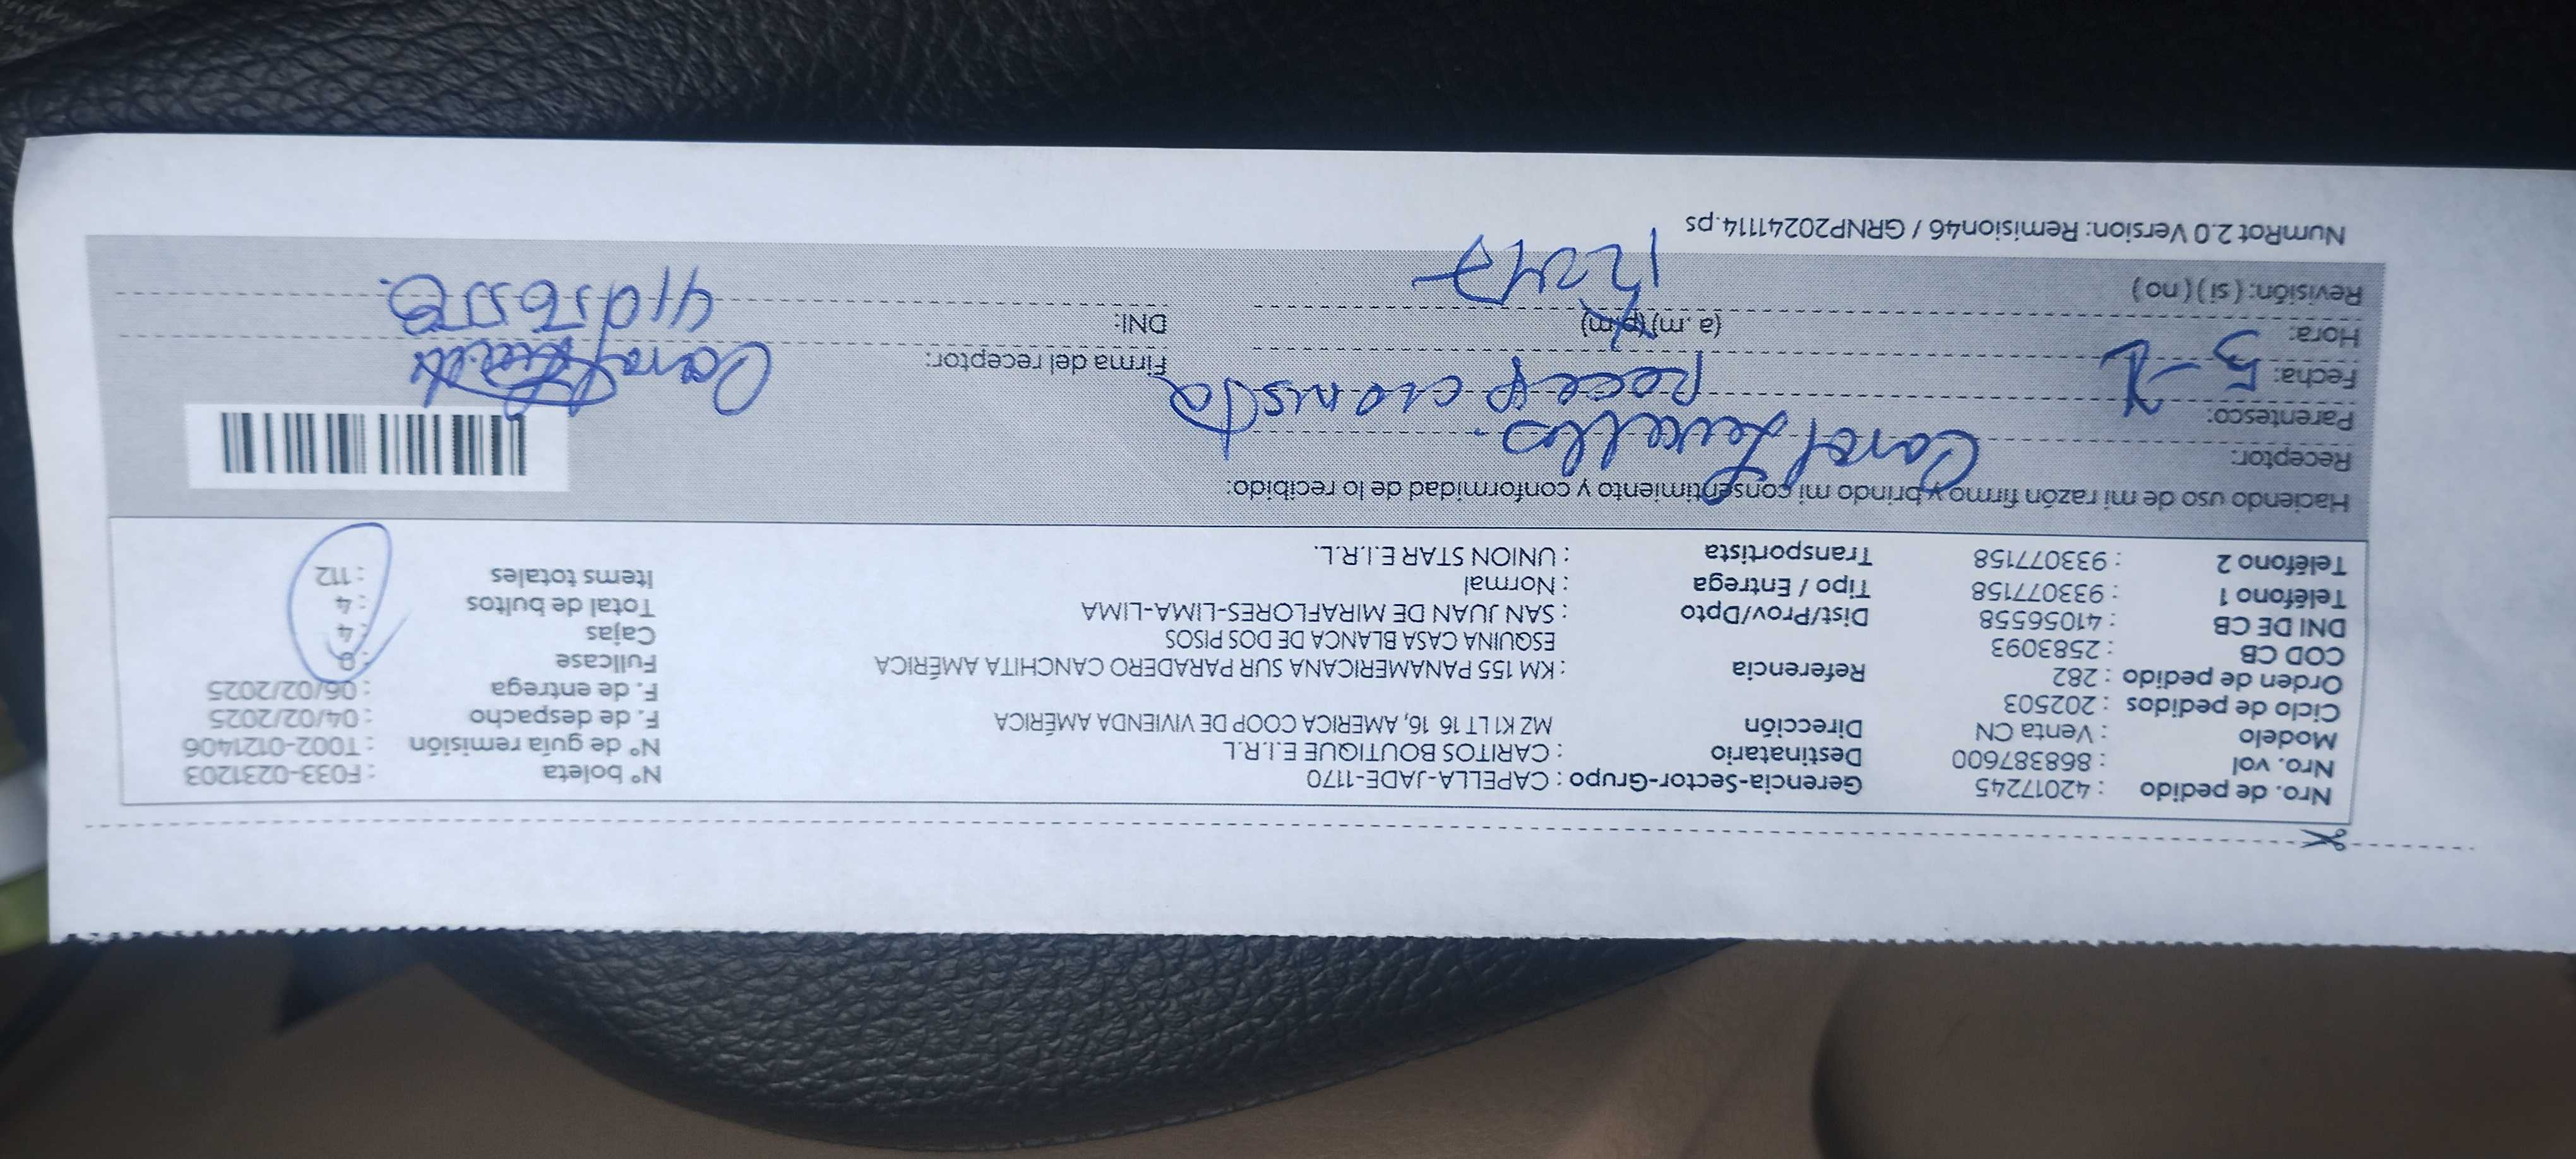 Nro. de pedido : 42017245 Gerencia-Sector-Grupo : CAPELLA-JADE-1170 N° boleta : F033-0231203
Nro. vol : 868387600 Destinatario : CARITOS BOUTIQUE E.I.R.L N° de guía remisión : T002-0121406
Modelo : Venta CN Dirección MZ K1 LT 16 16, AMERICA COOP DE VIVIENDA AMÉRICA F. de despacho : 04/02/2025
Ciclo de pedidos : 202503 F. de entrega : 06/02/2025
Orden de pedido : 282 Referencia : KM 155 PANAMERICANA SUR PARADERO CANCHITA AMÉRICA Fullcase : 0
COD CB : 2583093 ESQUINA CASA BLANCA DE DOS PISOS Cajas : 4
DNI DE CB : 41056558 Dist/Prov/Dpto : SAN JUAN DE MIRAFLORES-LIMA-LIMA Total de bultos : 4
Teléfono 1 : 933077158 Tipo / Entrega : Normal Items totales : 112
Teléfono 2 : 933077158 Transportista : UNION STAR E.I.R.L.
Haciendo uso de mi razón firmo y brindo mi consentimiento y conformidad de lo recibido:
Receptor: Carol
Parentesco: Recepcionista
Fecha: 5-2 Firma del receptor: Carol
Hora: (a.m) (p.m) 12 47 DNI: 41056558.
Revisión: (si) (no)
NumRot 2.0 Version: Remision46 / GRNP20241114.ps